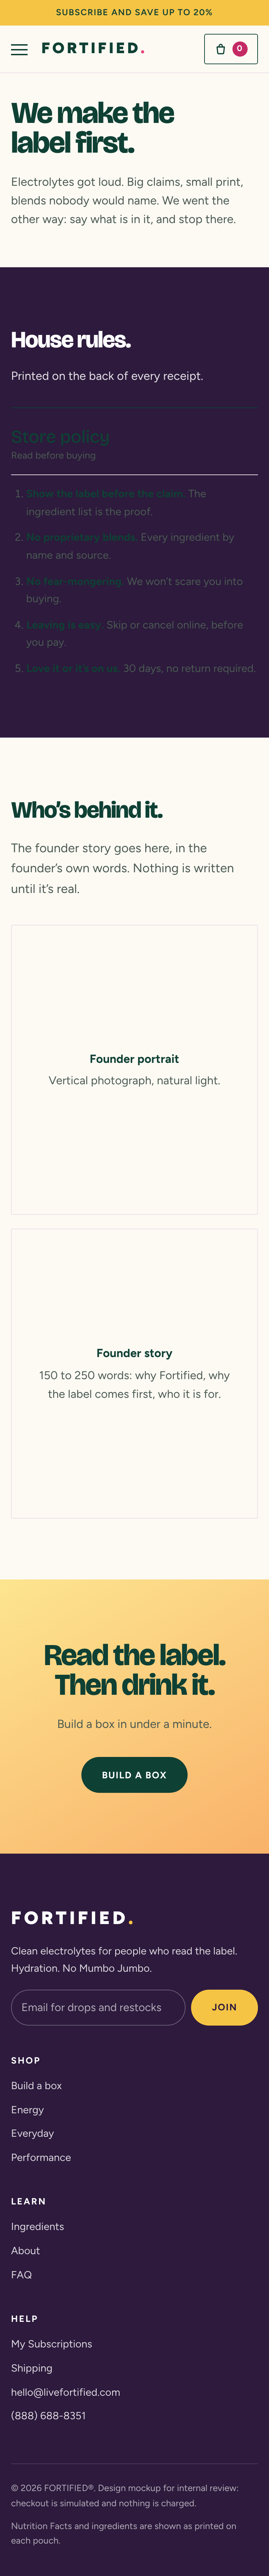 SUBSCRIBE AND SAVE UP TO 20%
FORTIFIED.
0
We make the
label first.
Electrolytes got loud. Big claims, small print,
blends nobody would name. We went the
other way: say what is in it, and stop there.
House rules.
Printed on the back of every receipt.
Store policy
Read before buying
1. Show the label before the claim. The
ingredient list is the proof.
2. No proprietary blends. Every ingredient by
name and source.
3. No fear-mongering. We won't scare you into
buying.
4. Leaving is easy. Skip or cancel online, before
you pay.
5. Love it or it's on us. 30 days, no return required.
Who's behind it.
The founder story goes here, in the
founder's own words. Nothing is written
until it's real.
Founder portrait
Vertical photograph, natural light.
Founder story
150 to 250 words: why Fortified, why
the label comes first, who it is for.
Read the label.
Then drink it.
Build a box in under a minute.
BUILD A BOX
FORTIFIED.
Clean electrolytes for people who read the label.
Hydration. No Mumbo Jumbo.
Email for drops and restocks
JOIN
SHOP
Build a box
Energy
Everyday
Performance
LEARN
Ingredients
About
FAQ
HELP
My Subscriptions
Shipping
hello@livefortified.com
(888) 688-8351
© 2026 FORTIFIED®. Design mockup for internal review:
checkout is simulated and nothing is charged.
Nutrition Facts and ingredients are shown as printed on
each pouch.